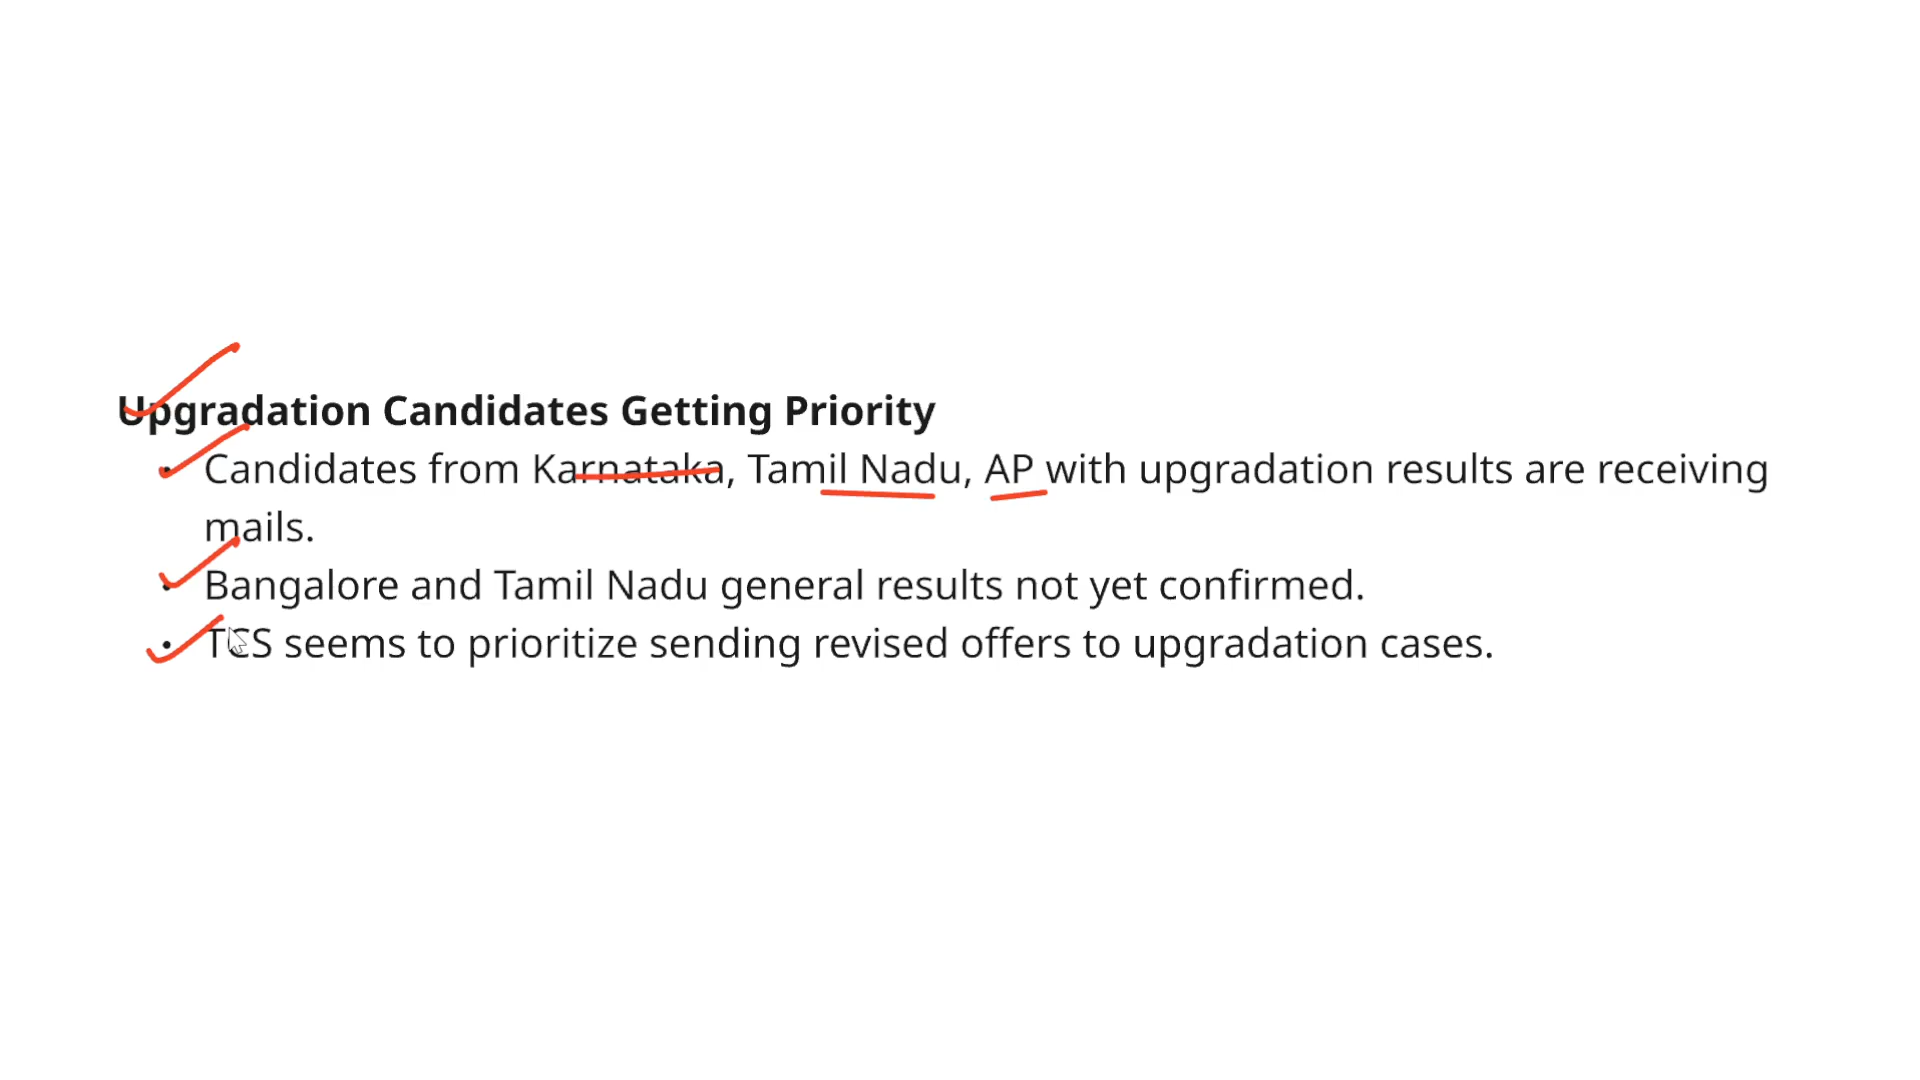 Upgradation Candidates Getting Priority
• Candidates from Karnataka, Tamil Nadu, AP with upgradation results are receiving
mails.
• Bangalore and Tamil Nadu general results not yet confirmed.
• TCS seems to prioritize sending revised offers to upgradation cases.